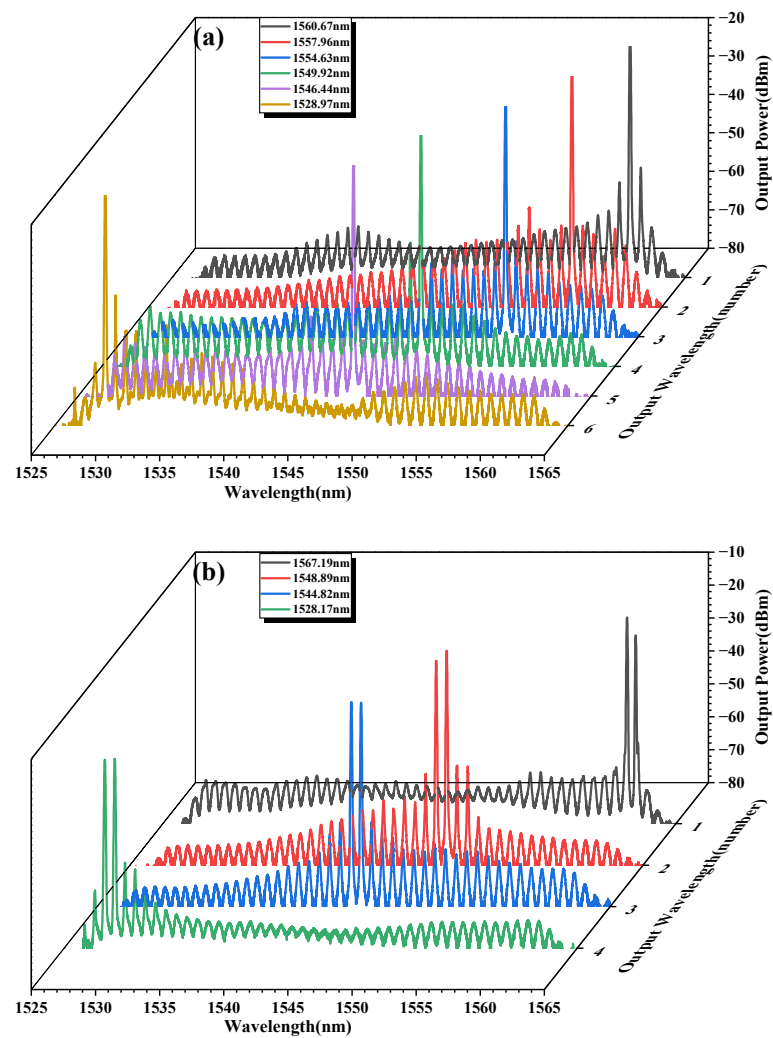 (a)
1560.67nm
1557.96nm
1554.63nm
1549.92nm
1546.44nm
1528.97nm
−20
−30
−40
−50
−60
−70
−80
Output Power(dBm)
1
2
3
4
5
6
Output Wavelength(number)
1525 1530 1535 1540 1545 1550 1555 1560 1565
Wavelength(nm)
(b)
1567.19nm
1548.89nm
1544.82nm
1528.17nm
−10
−20
−30
−40
−50
−60
−70
−80
Output Power(dBm)
1
2
3
4
Output Wavelength(number)
1525 1530 1535 1540 1545 1550 1555 1560 1565
Wavelength(nm)